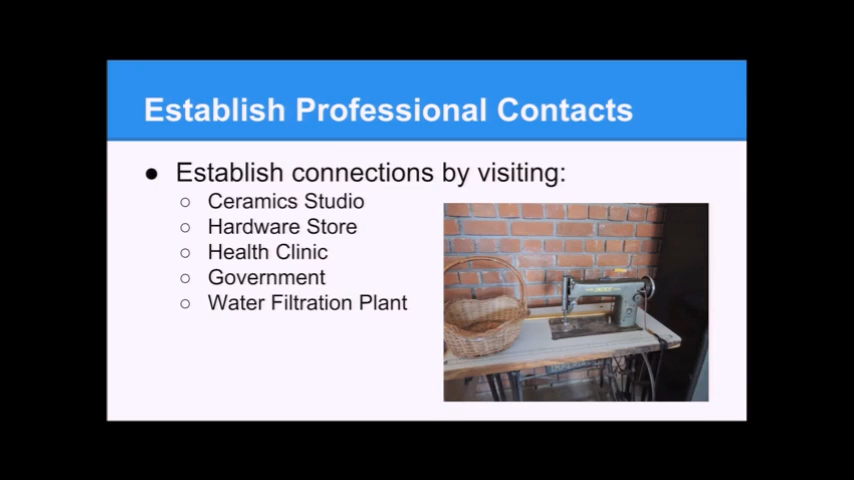 Establish Professional Contacts
● Establish connections by visiting:
○ Ceramics Studio
○ Hardware Store
○ Health Clinic
○ Government
○ Water Filtration Plant